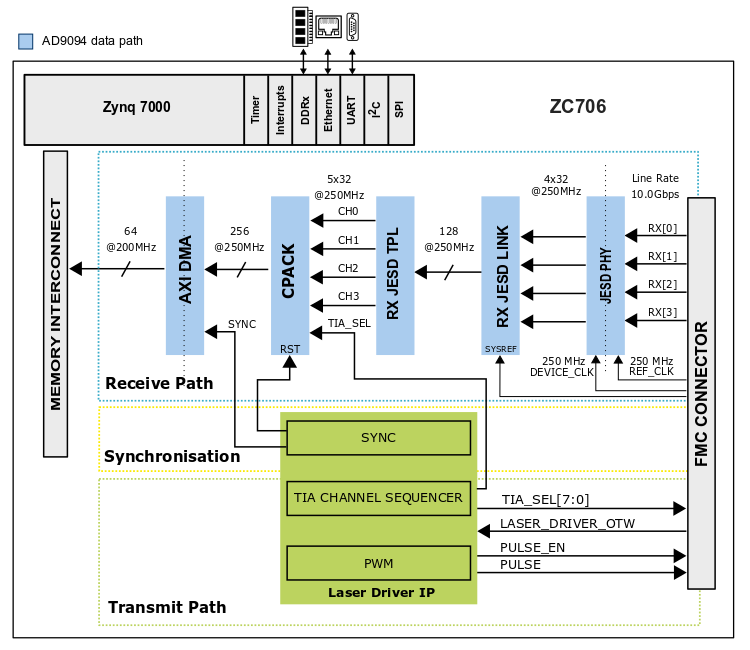 AD9094 data path
Zynq 7000
Timer
Interrupts
DDRx
Ethernet
UART
I2C
SPI
ZC706
MEMORY INTERCONNECT
64
@200MHz
AXI DMA
256
@250MHz
SYNC
CPACK
RST
5x32
@250MHz
CH0
CH1
CH2
CH3
TIA_SEL
RX JESD TPL
128
@250MHz
RX JESD LINK
SYSREF
4x32
@250MHz
JESD PHY
Line Rate
10.0Gbps
RX[0]
RX[1]
RX[2]
RX[3]
250 MHz
DEVICE_CLK
250 MHz
REF_CLK
FMC CONNECTOR
Receive Path
Synchronisation
SYNC
TIA CHANNEL SEQUENCER
PWM
Laser Driver IP
TIA_SEL[7:0]
LASER_DRIVER_OTW
PULSE_EN
PULSE
Transmit Path